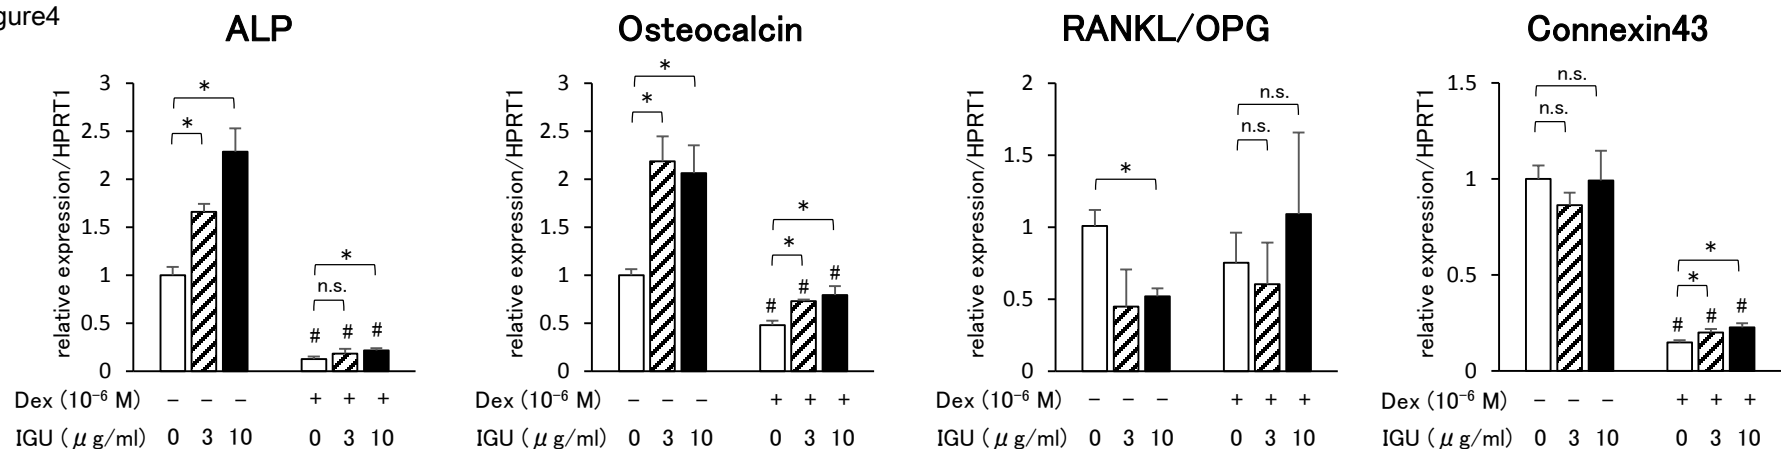 gure4
ALP
Osteocalcin
RANKL/OPG
Connexin43
relative expression/HPRT1
3
2.5
2
1.5
1
0.5
0
*
*
n.s.
*
# # #
Dex (10⁻⁶ M) − − − + + +
IGU (μg/ml) 0 3 10 0 3 10
relative expression/HPRT1
3
2.5
2
1.5
1
0.5
0
*
*
*
*
# # #
Dex (10⁻⁶ M) − − − + + +
IGU (μg/ml) 0 3 10 0 3 10
relative expression/HPRT1
2
1.5
1
0.5
0
*
n.s.
n.s.
Dex (10⁻⁶ M) − − − + + +
IGU (μg/ml) 0 3 10 0 3 10
relative expression/HPRT1
1.5
1
0.5
0
n.s.
n.s.
*
*
# # #
Dex (10⁻⁶ M) − − − + + +
IGU (μg/ml) 0 3 10 0 3 10